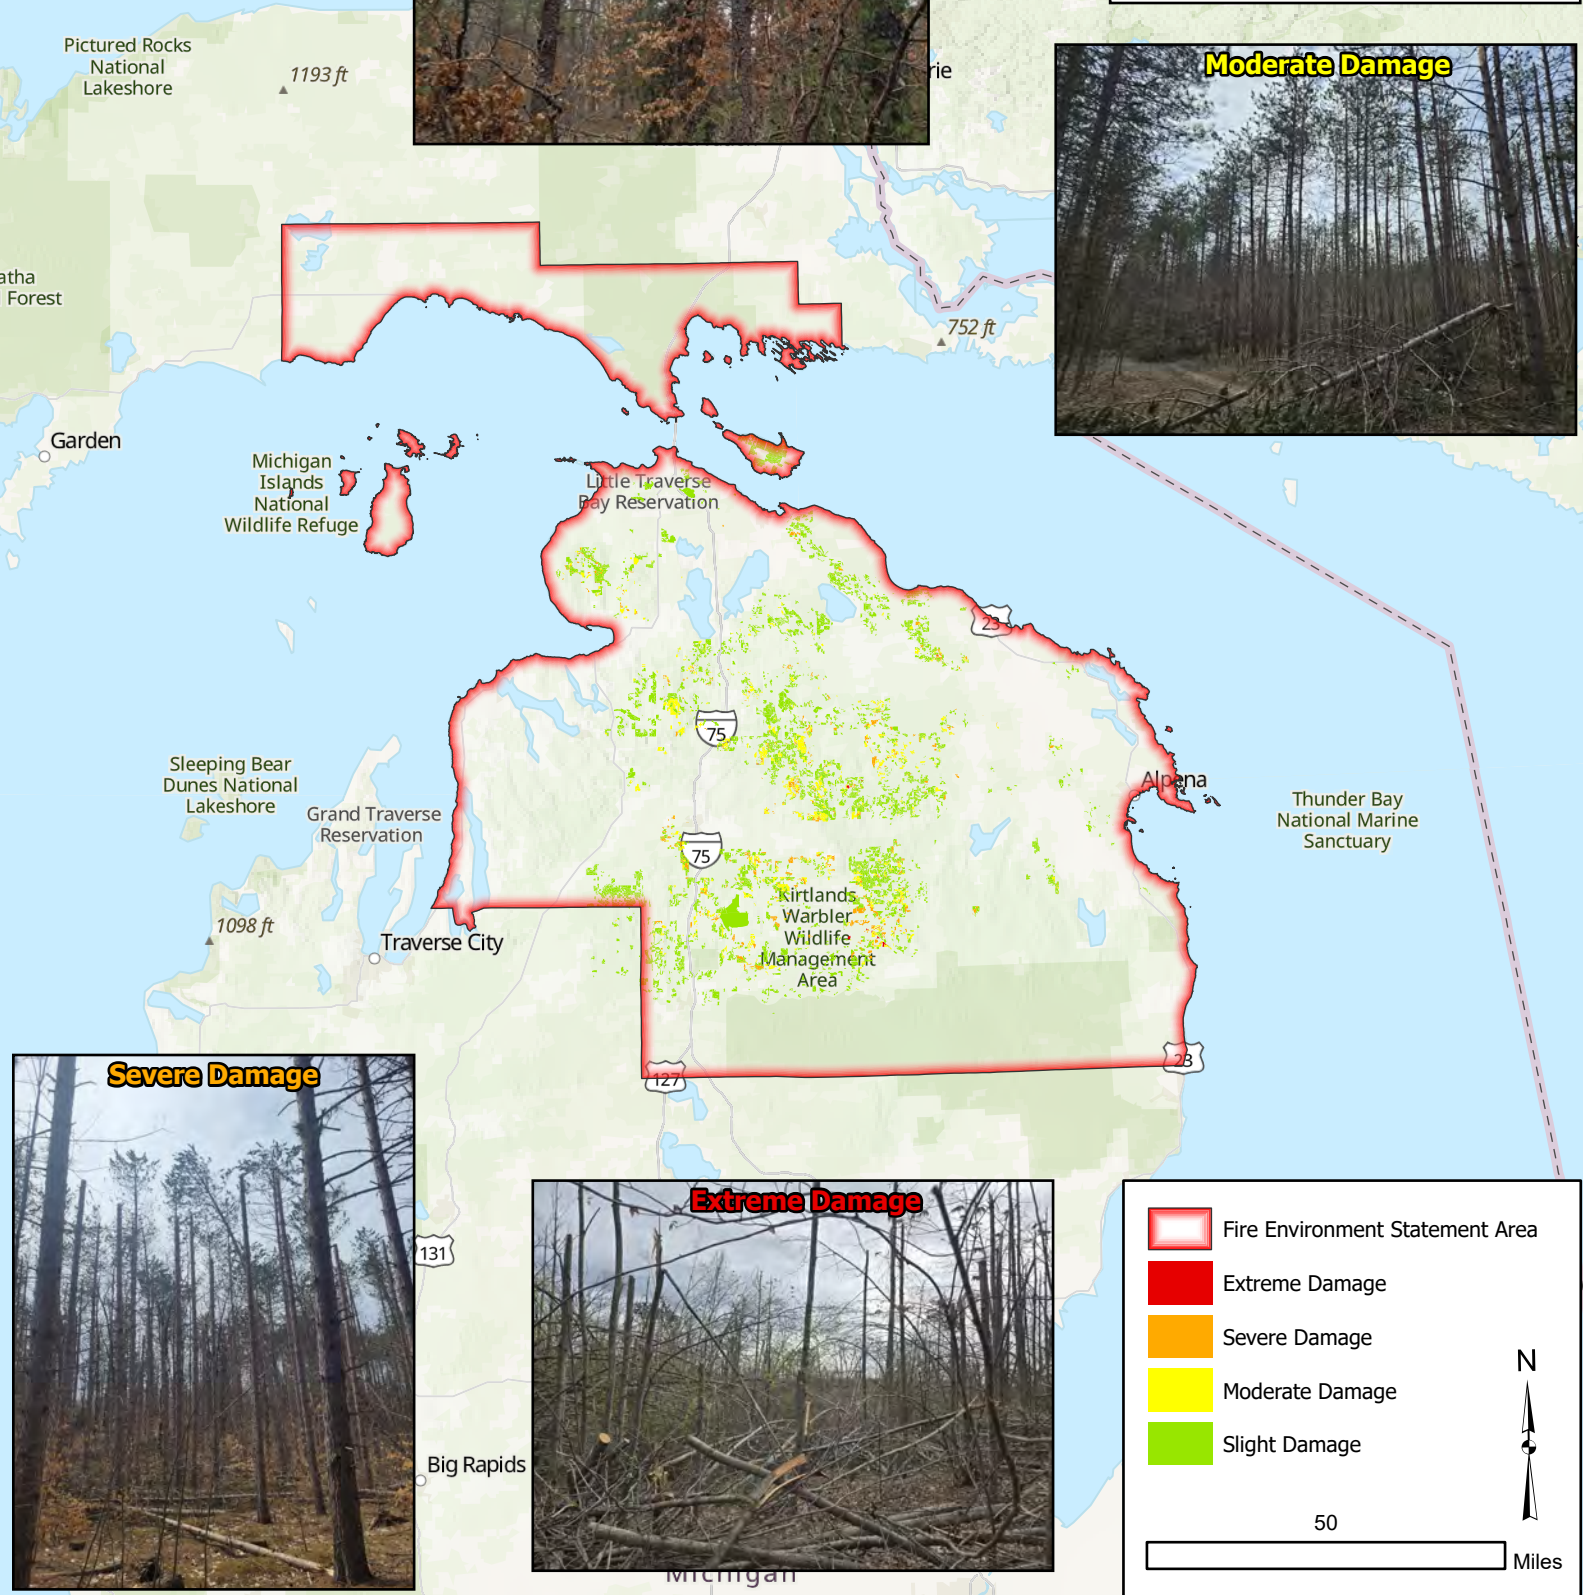 Pictured Rocks
National
Lakeshore
1193 ft
rie
Moderate Damage
atha
Forest
752 ft
Garden
Michigan
Islands
National
Wildlife Refuge
Little Traverse
Bay Reservation
23
75
Sleeping Bear
Dunes National
Lakeshore
Grand Traverse
Reservation
Alpena
Thunder Bay
National Marine
Sanctuary
75
Kirtlands
Warbler
Wildlife
Management
Area
1098 ft
Traverse City
23
127
Severe Damage
Extreme Damage
131
Big Rapids
Michigan
Fire Environment Statement Area
Extreme Damage
Severe Damage
Moderate Damage
Slight Damage
N
50
Miles